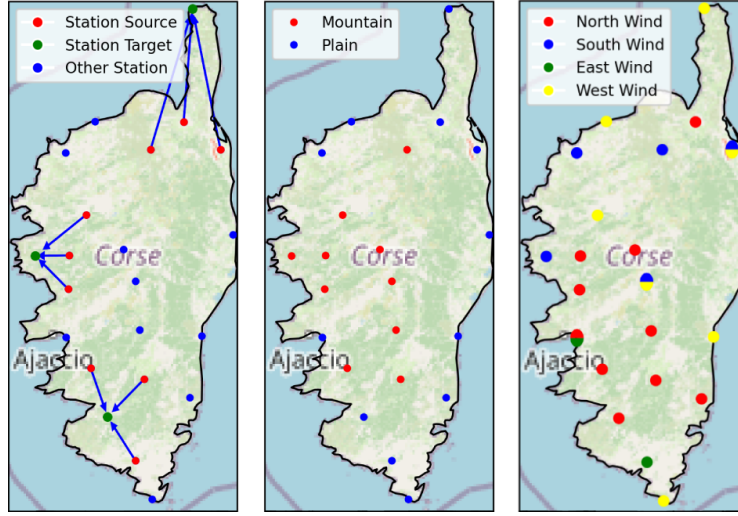 Station Source
Station Target
Other Station
Corse
Ajaccio
Mountain
Plain
Corse
Ajaccio
North Wind
South Wind
East Wind
West Wind
Corse
Ajaccio